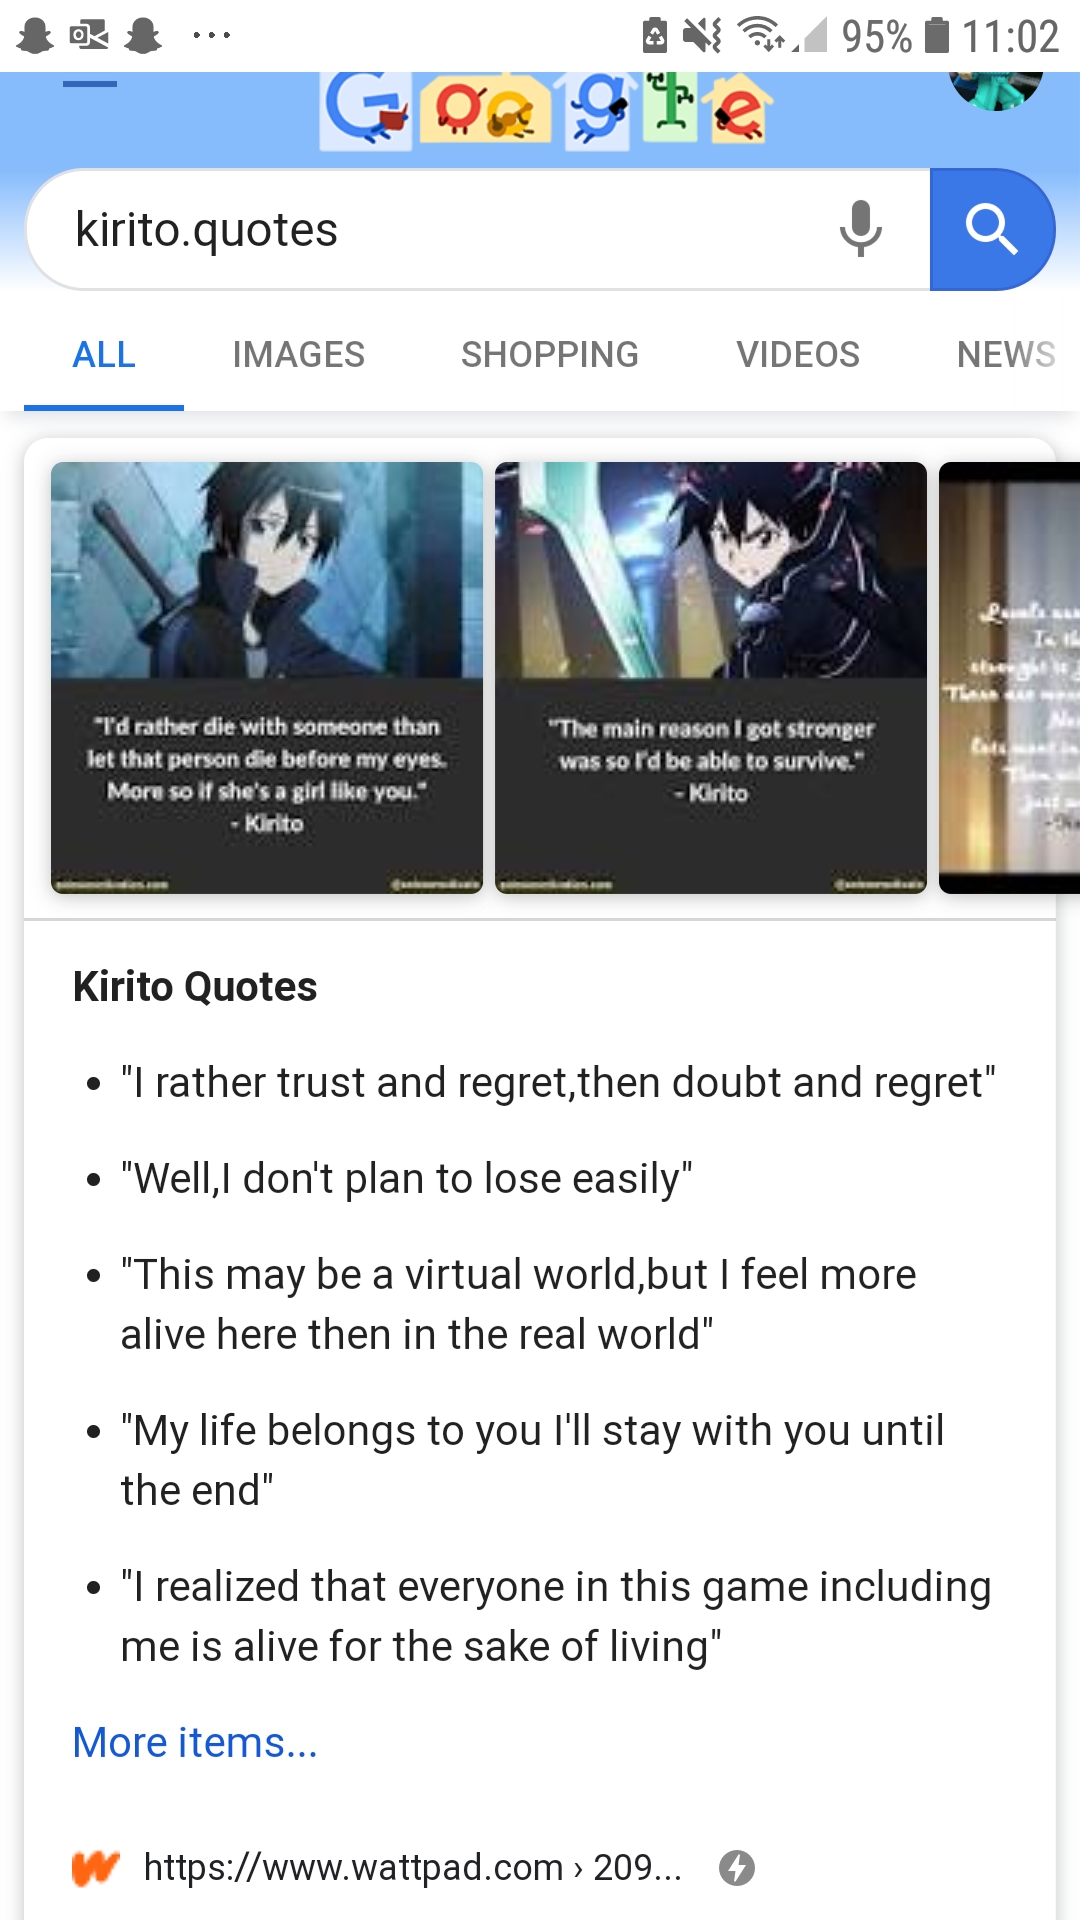 95% 11:02
Google
kirito.quotes
ALL IMAGES SHOPPING VIDEOS NEWS
"I'd rather die with someone than
let that person die before my eyes.
More so if she's a girl like you."
- Kirito
"The main reason I got stronger
was so I'd be able to survive."
- Kirito
Kirito Quotes
• "I rather trust and regret,then doubt and regret"
• "Well,I don't plan to lose easily"
• "This may be a virtual world,but I feel more
alive here then in the real world"
• "My life belongs to you I'll stay with you until
the end"
• "I realized that everyone in this game including
me is alive for the sake of living"
More items...
https://www.wattpad.com › 209...